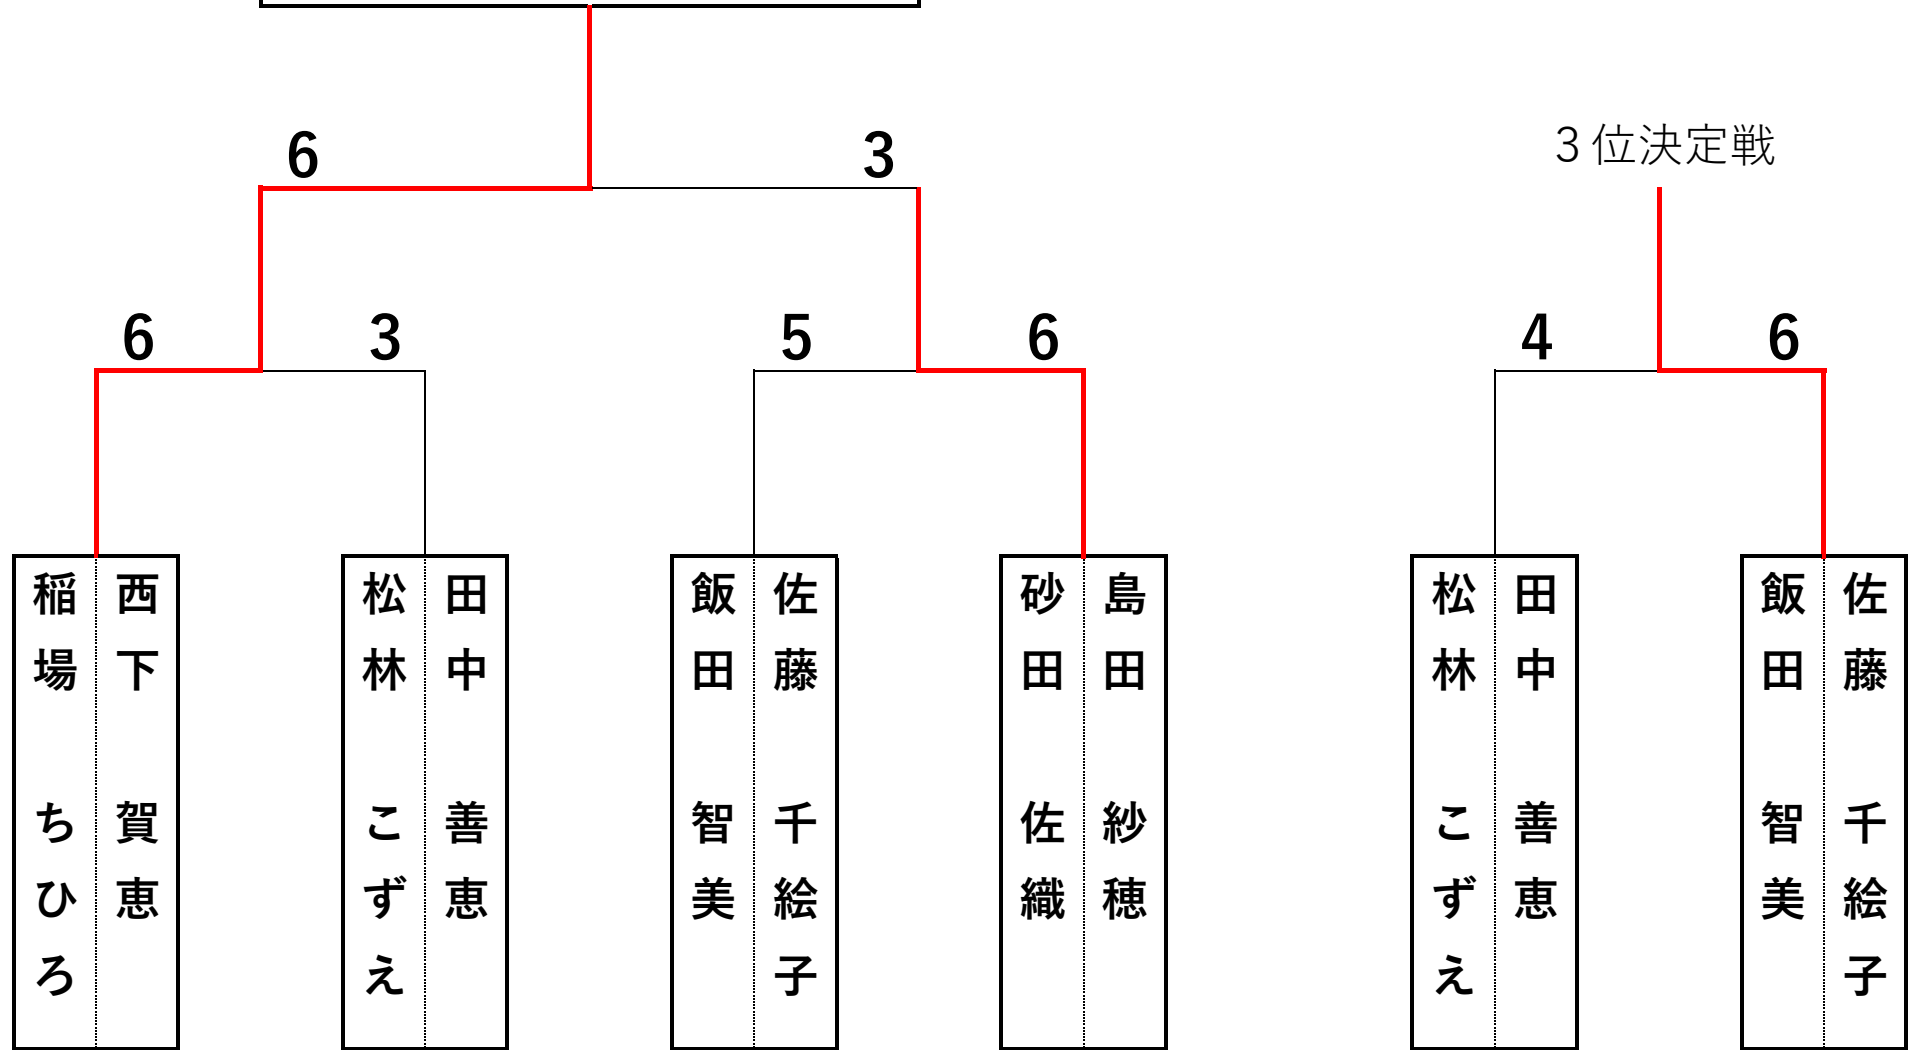 6
3
３位決定戦
6
3
5
6
4
6
西下 賀恵
稲場 ちひろ
田中 善恵
松林 こずえ
佐藤 千絵子
飯田 智美
島田 紗穂
砂田 佐織
田中 善恵
松林 こずえ
佐藤 千絵子
飯田 智美